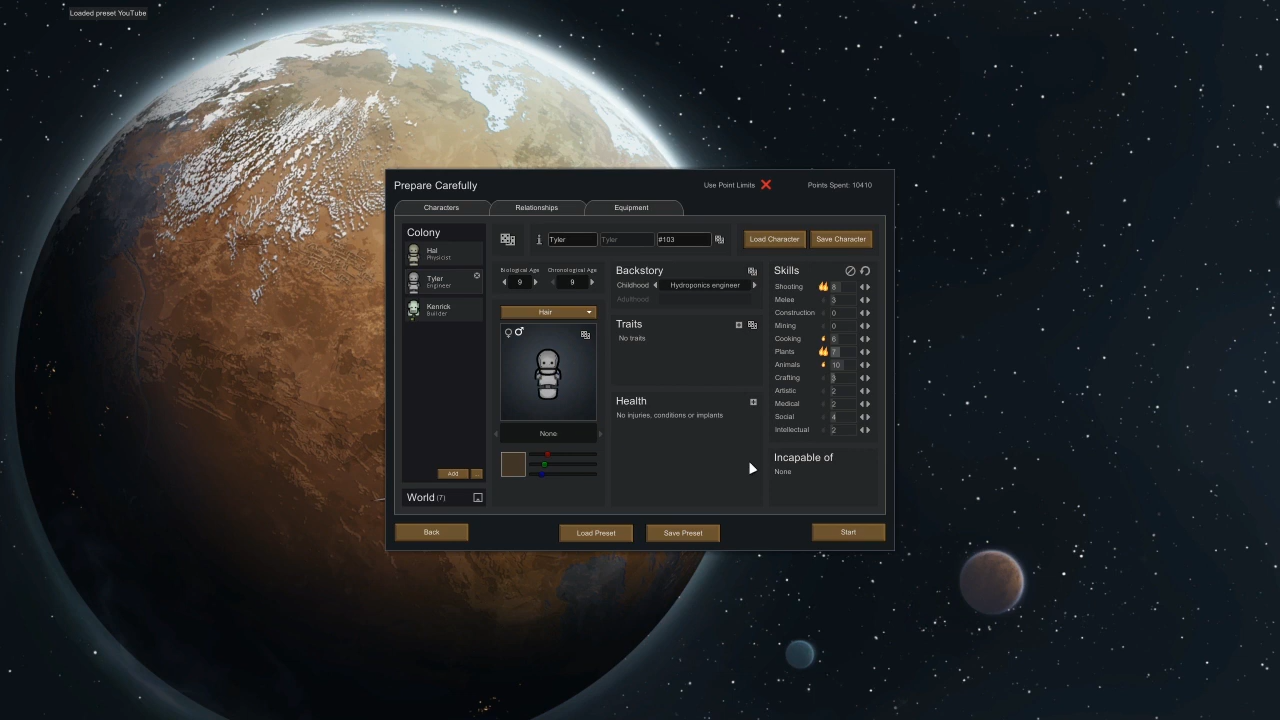 Loaded preset YouTube
Prepare Carefully
Use Point Limits
Points Spent: 10410
Characters
Relationships
Equipment
Colony
Hal
Physicist
Tyler
Engineer
Kenrick
Builder
Add
...
World (7)
Tyler
Tyler
#103
Load Character
Save Character
Biological Age
Chronological Age
9
9
Hair
None
Backstory
Childhood
Hydroponics engineer
Adulthood
Traits
No traits
Health
No injuries, conditions or implants
Skills
Shooting 8
Melee 3
Construction 0
Mining 0
Cooking 6
Plants 7
Animals 10
Crafting 3
Artistic 2
Medical 2
Social 4
Intellectual 2
Incapable of
None
Back
Load Preset
Save Preset
Start